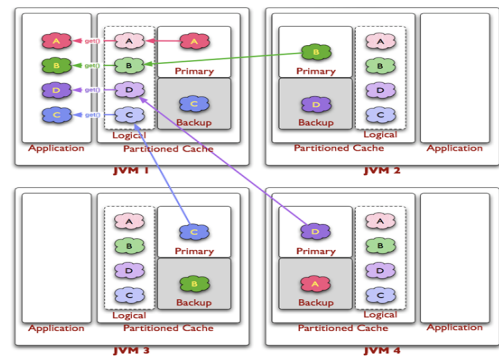 A get() A A
B get() B Primary
D get() D
C get() C C
Backup
Logical
Application Partitioned Cache
JVM 1
B A
Primary B
D D
Backup C
Logical
Partitioned Cache Application
JVM 2
A
B C
Primary
D B
C Backup
Logical
Application Partitioned Cache
JVM 3
D A
Primary B
A D
Backup C
Logical
Partitioned Cache Application
JVM 4